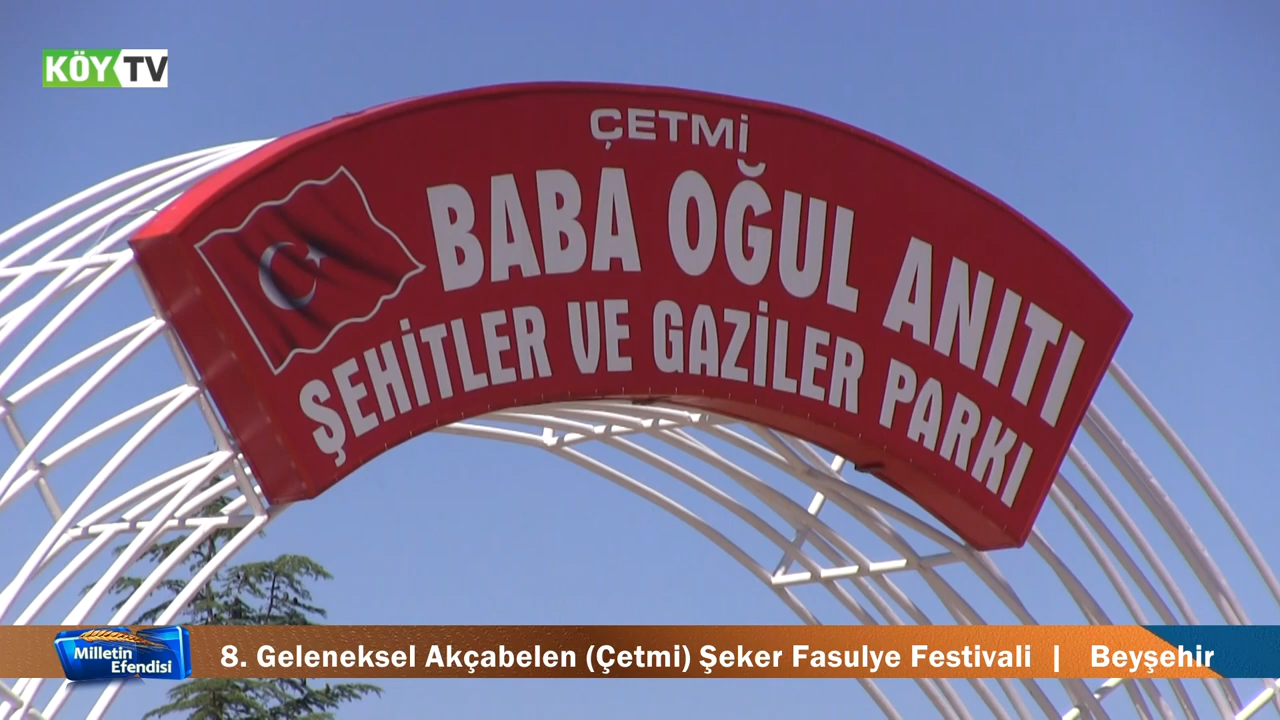 KÖY TV
ÇETMİ
BABA OĞUL ANITI
ŞEHİTLER VE GAZİLER PARKI
Milletin
Efendisi
8. Geleneksel Akçabelen (Çetmi) Şeker Fasulye Festivali | Beyşehir